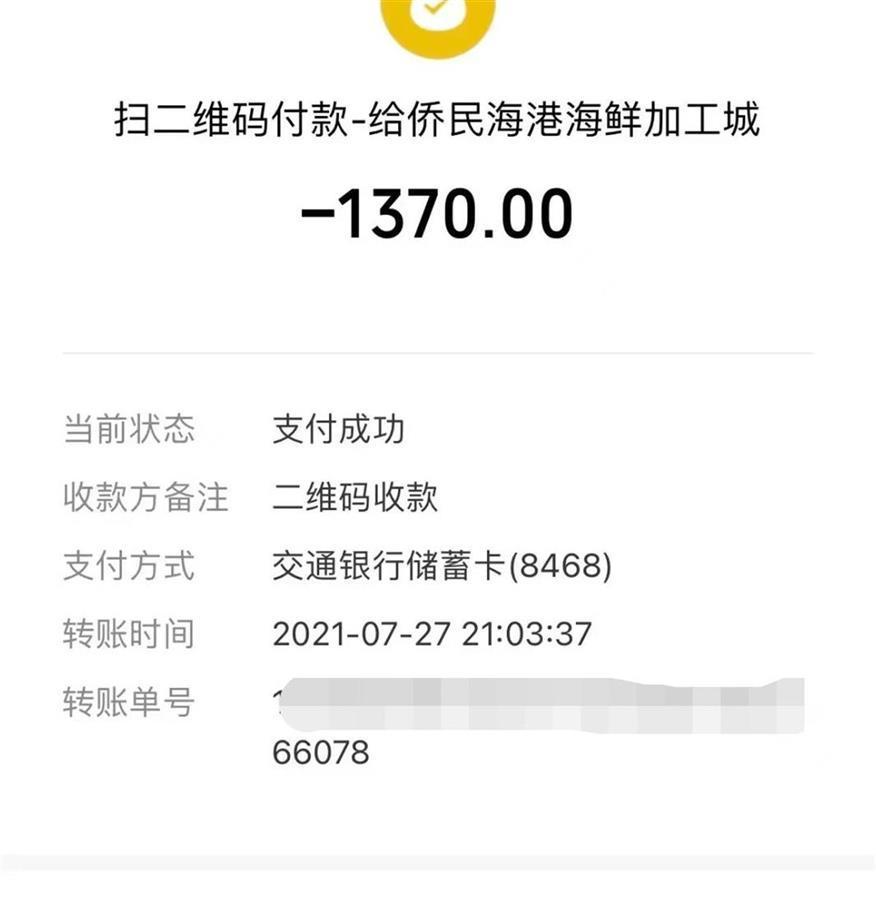 扫二维码付款-给侨民海港海鲜加工城
-1370.00
当前状态 支付成功
收款方备注 二维码收款
支付方式 交通银行储蓄卡(8468)
转账时间 2021-07-27 21:03:37
转账单号
66078